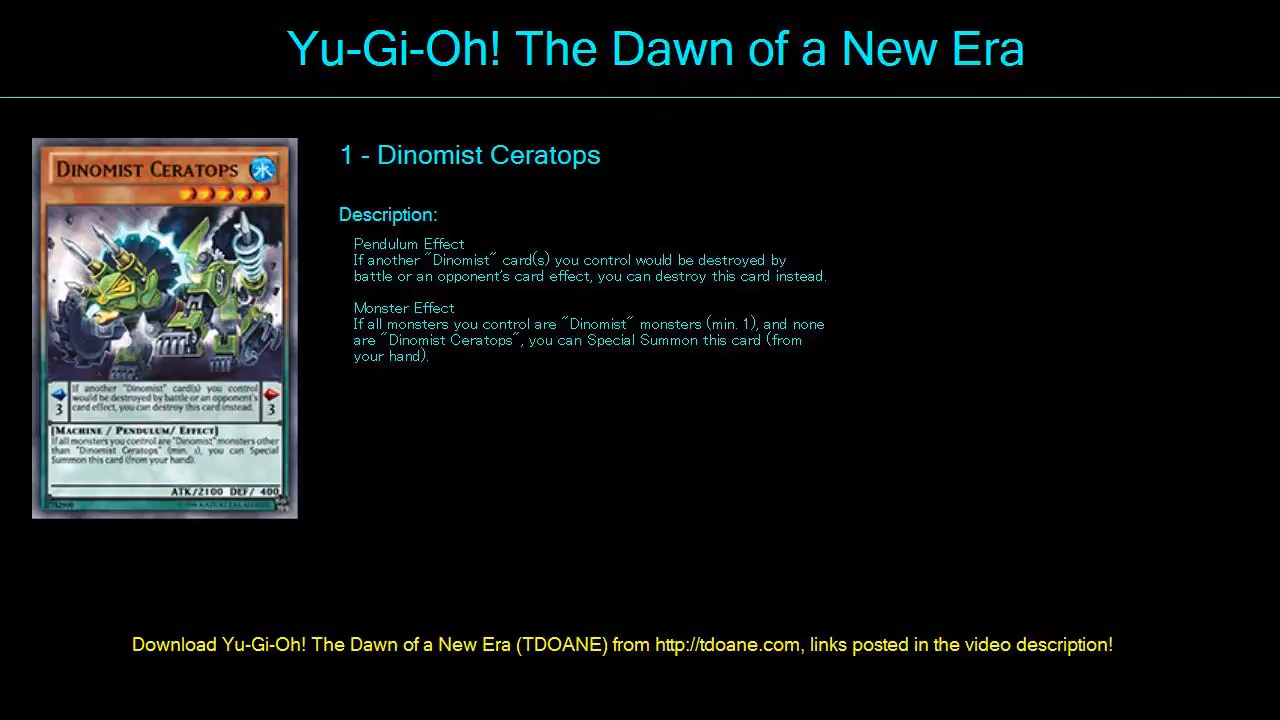 Yu-Gi-Oh! The Dawn of a New Era
DINOMIST CERATOPS
1 - Dinomist Ceratops
Description:
Pendulum Effect
If another "Dinomist" card(s) you control would be destroyed by
battle or an opponent's card effect, you can destroy this card instead.
Monster Effect
If all monsters you control are "Dinomist" monsters (min. 1), and none
are "Dinomist Ceratops", you can Special Summon this card (from
your hand).
If another "Dinomist" card(s) you control
would be destroyed by battle or an opponent's
card effect, you can destroy this card instead.
3
3
[MACHINE / PENDULUM/ EFFECT]
If all monsters you control are "Dinomist" monsters other
than "Dinomist Ceratops" (min. 1), you can Special
Summon this card (from your hand).
ATK/2100 DEF/ 400
Download Yu-Gi-Oh! The Dawn of a New Era (TDOANE) from http://tdoane.com, links posted in the video description!